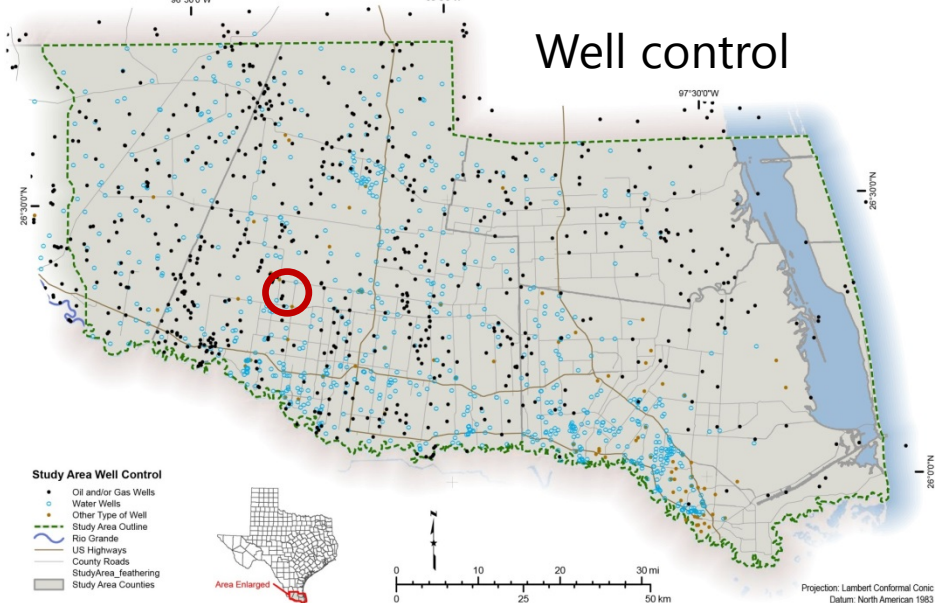 98°30'0"W
Well control
97°30'0"W
26°30'0"N
26°30'0"N
26°0'0"N
Study Area Well Control
Oil and/or Gas Wells
Water Wells
Other Type of Well
Study Area Outline
Rio Grande
US Highways
County Roads
StudyArea_feathering
Study Area Counties
Area Enlarged
N
0 10 20 30 mi
0 25 50 km
Projection: Lambert Conformal Conic
Datum: North American 1983